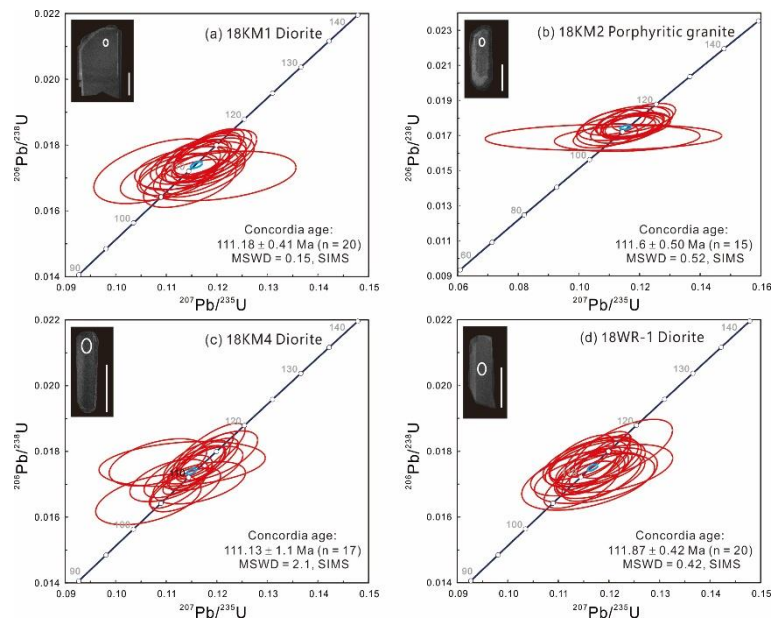 (a) 18KM1 Diorite
0.022
0.020
0.018
0.016
0.014
²⁰⁶Pb/²³⁸U
140
130
120
100
90
Concordia age:
111.18 ± 0.41 Ma (n = 20)
MSWD = 0.15, SIMS
0.09 0.10 0.11 0.12 0.13 0.14 0.15
²⁰⁷Pb/²³⁵U
(b) 18KM2 Porphyritic granite
0.023
0.021
0.019
0.017
0.015
0.013
0.011
0.009
²⁰⁶Pb/²³⁸U
140
120
100
80
60
Concordia age:
111.6 ± 0.50 Ma (n = 15)
MSWD = 0.52, SIMS
0.06 0.08 0.10 0.12 0.14 0.16
²⁰⁷Pb/²³⁵U
(c) 18KM4 Diorite
0.022
0.020
0.018
0.016
0.014
²⁰⁶Pb/²³⁸U
140
130
120
100
90
Concordia age:
111.13 ± 1.1 Ma (n = 17)
MSWD = 2.1, SIMS
0.09 0.10 0.11 0.12 0.13 0.14 0.15
²⁰⁷Pb/²³⁵U
(d) 18WR-1 Diorite
0.022
0.020
0.018
0.016
0.014
²⁰⁶Pb/²³⁸U
140
130
120
100
90
Concordia age:
111.87 ± 0.42 Ma (n = 20)
MSWD = 0.42, SIMS
0.09 0.10 0.11 0.12 0.13 0.14 0.15
²⁰⁷Pb/²³⁵U